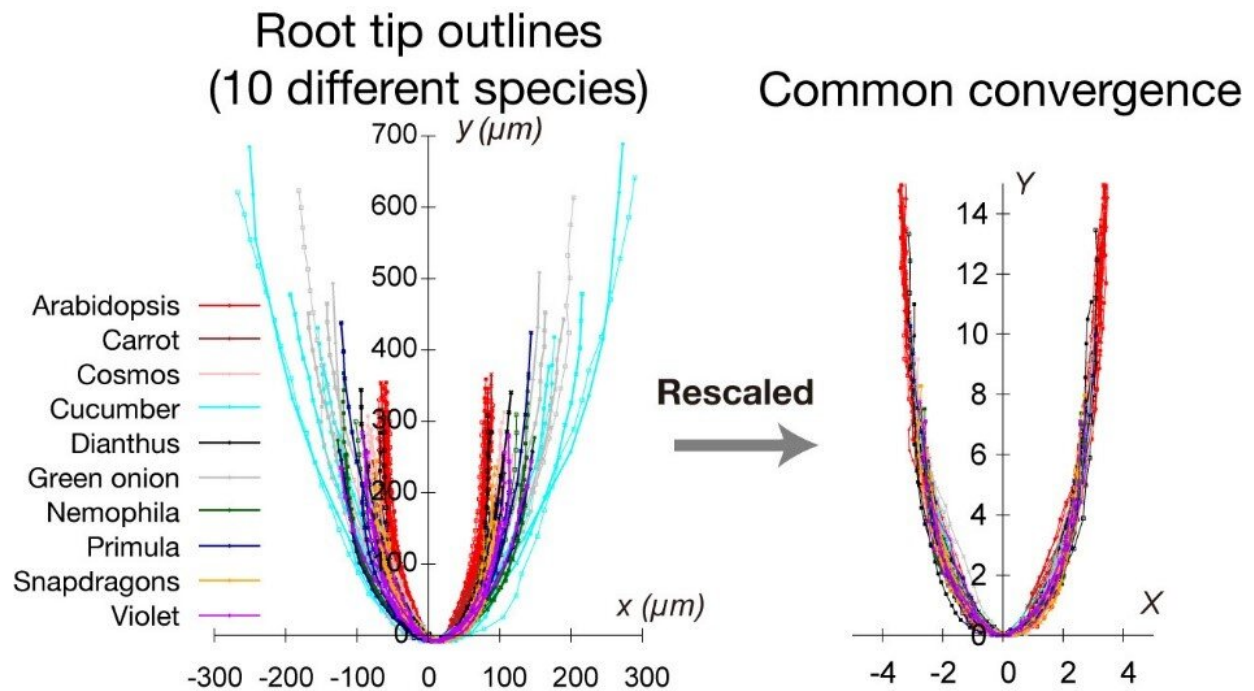 Root tip outlines
(10 different species)
Common convergence
y (μm)
700
600
500
400
300
200
100
0
Arabidopsis
Carrot
Cosmos
Cucumber
Dianthus
Green onion
Nemophila
Primula
Snapdragons
Violet
x (μm)
-300 -200 -100 0 100 200 300
Rescaled
Y
14
12
10
8
6
4
2
0
X
-4 -2 0 2 4